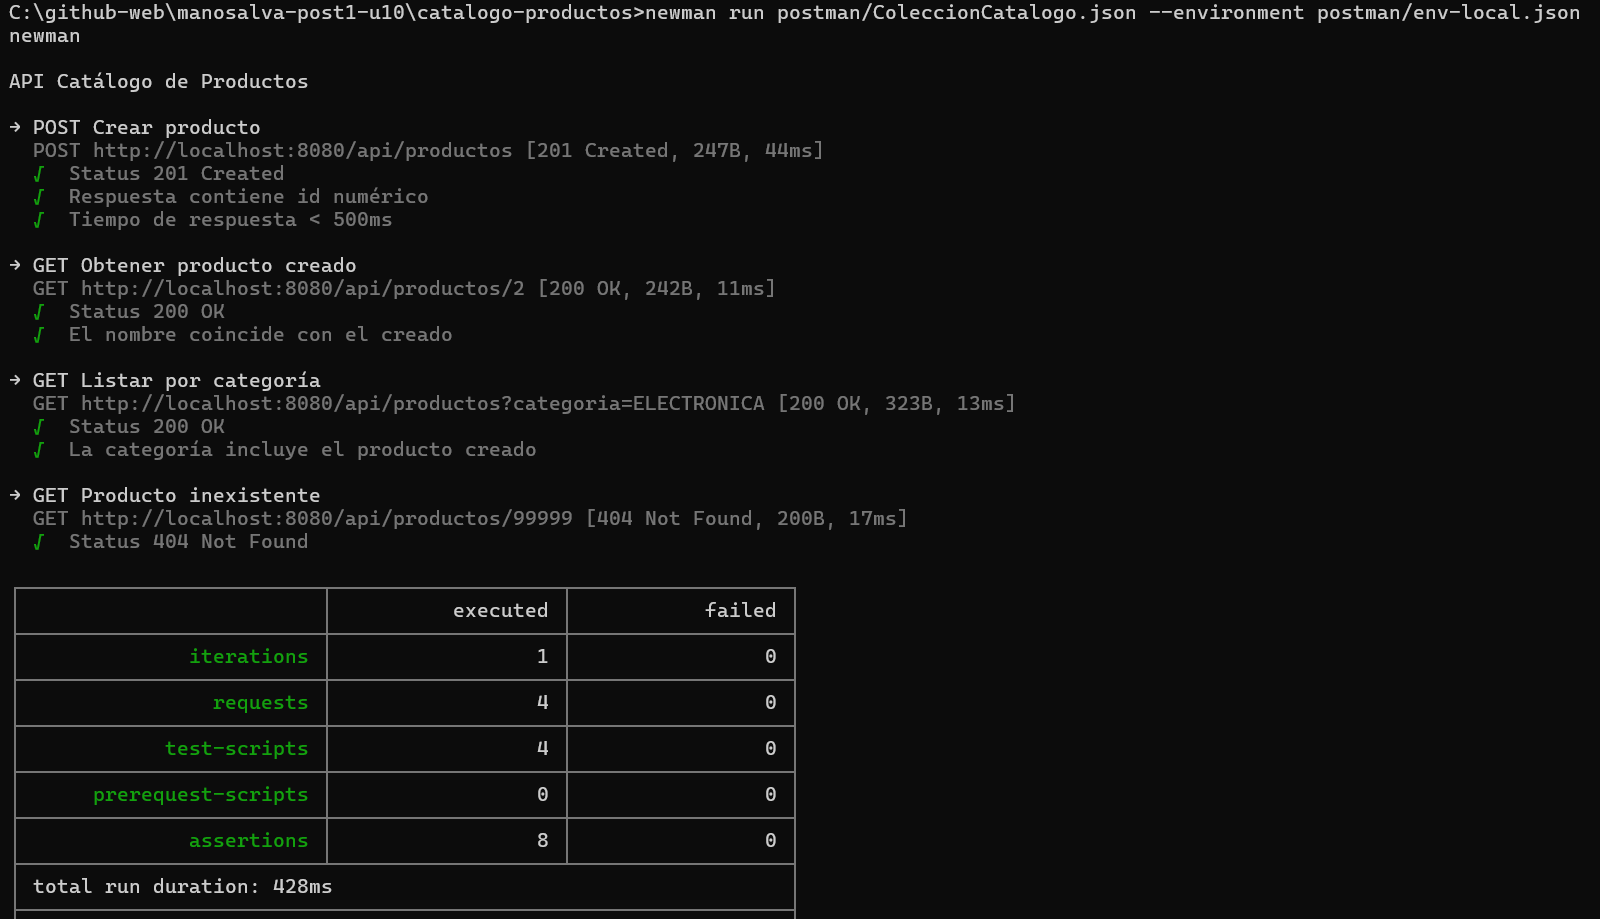 C:\github-web\manosalva-post1-u10\catalogo-productos>newman run postman/ColeccionCatalogo.json --environment postman/env-local.json
newman
API Catálogo de Productos
→ POST Crear producto
POST http://localhost:8080/api/productos [201 Created, 247B, 44ms]
√ Status 201 Created
√ Respuesta contiene id numérico
√ Tiempo de respuesta < 500ms
→ GET Obtener producto creado
GET http://localhost:8080/api/productos/2 [200 OK, 242B, 11ms]
√ Status 200 OK
√ El nombre coincide con el creado
→ GET Listar por categoría
GET http://localhost:8080/api/productos?categoria=ELECTRONICA [200 OK, 323B, 13ms]
√ Status 200 OK
√ La categoría incluye el producto creado
→ GET Producto inexistente
GET http://localhost:8080/api/productos/99999 [404 Not Found, 200B, 17ms]
√ Status 404 Not Found
executed failed
iterations 1 0
requests 4 0
test-scripts 4 0
prerequest-scripts 0 0
assertions 8 0
total run duration: 428ms